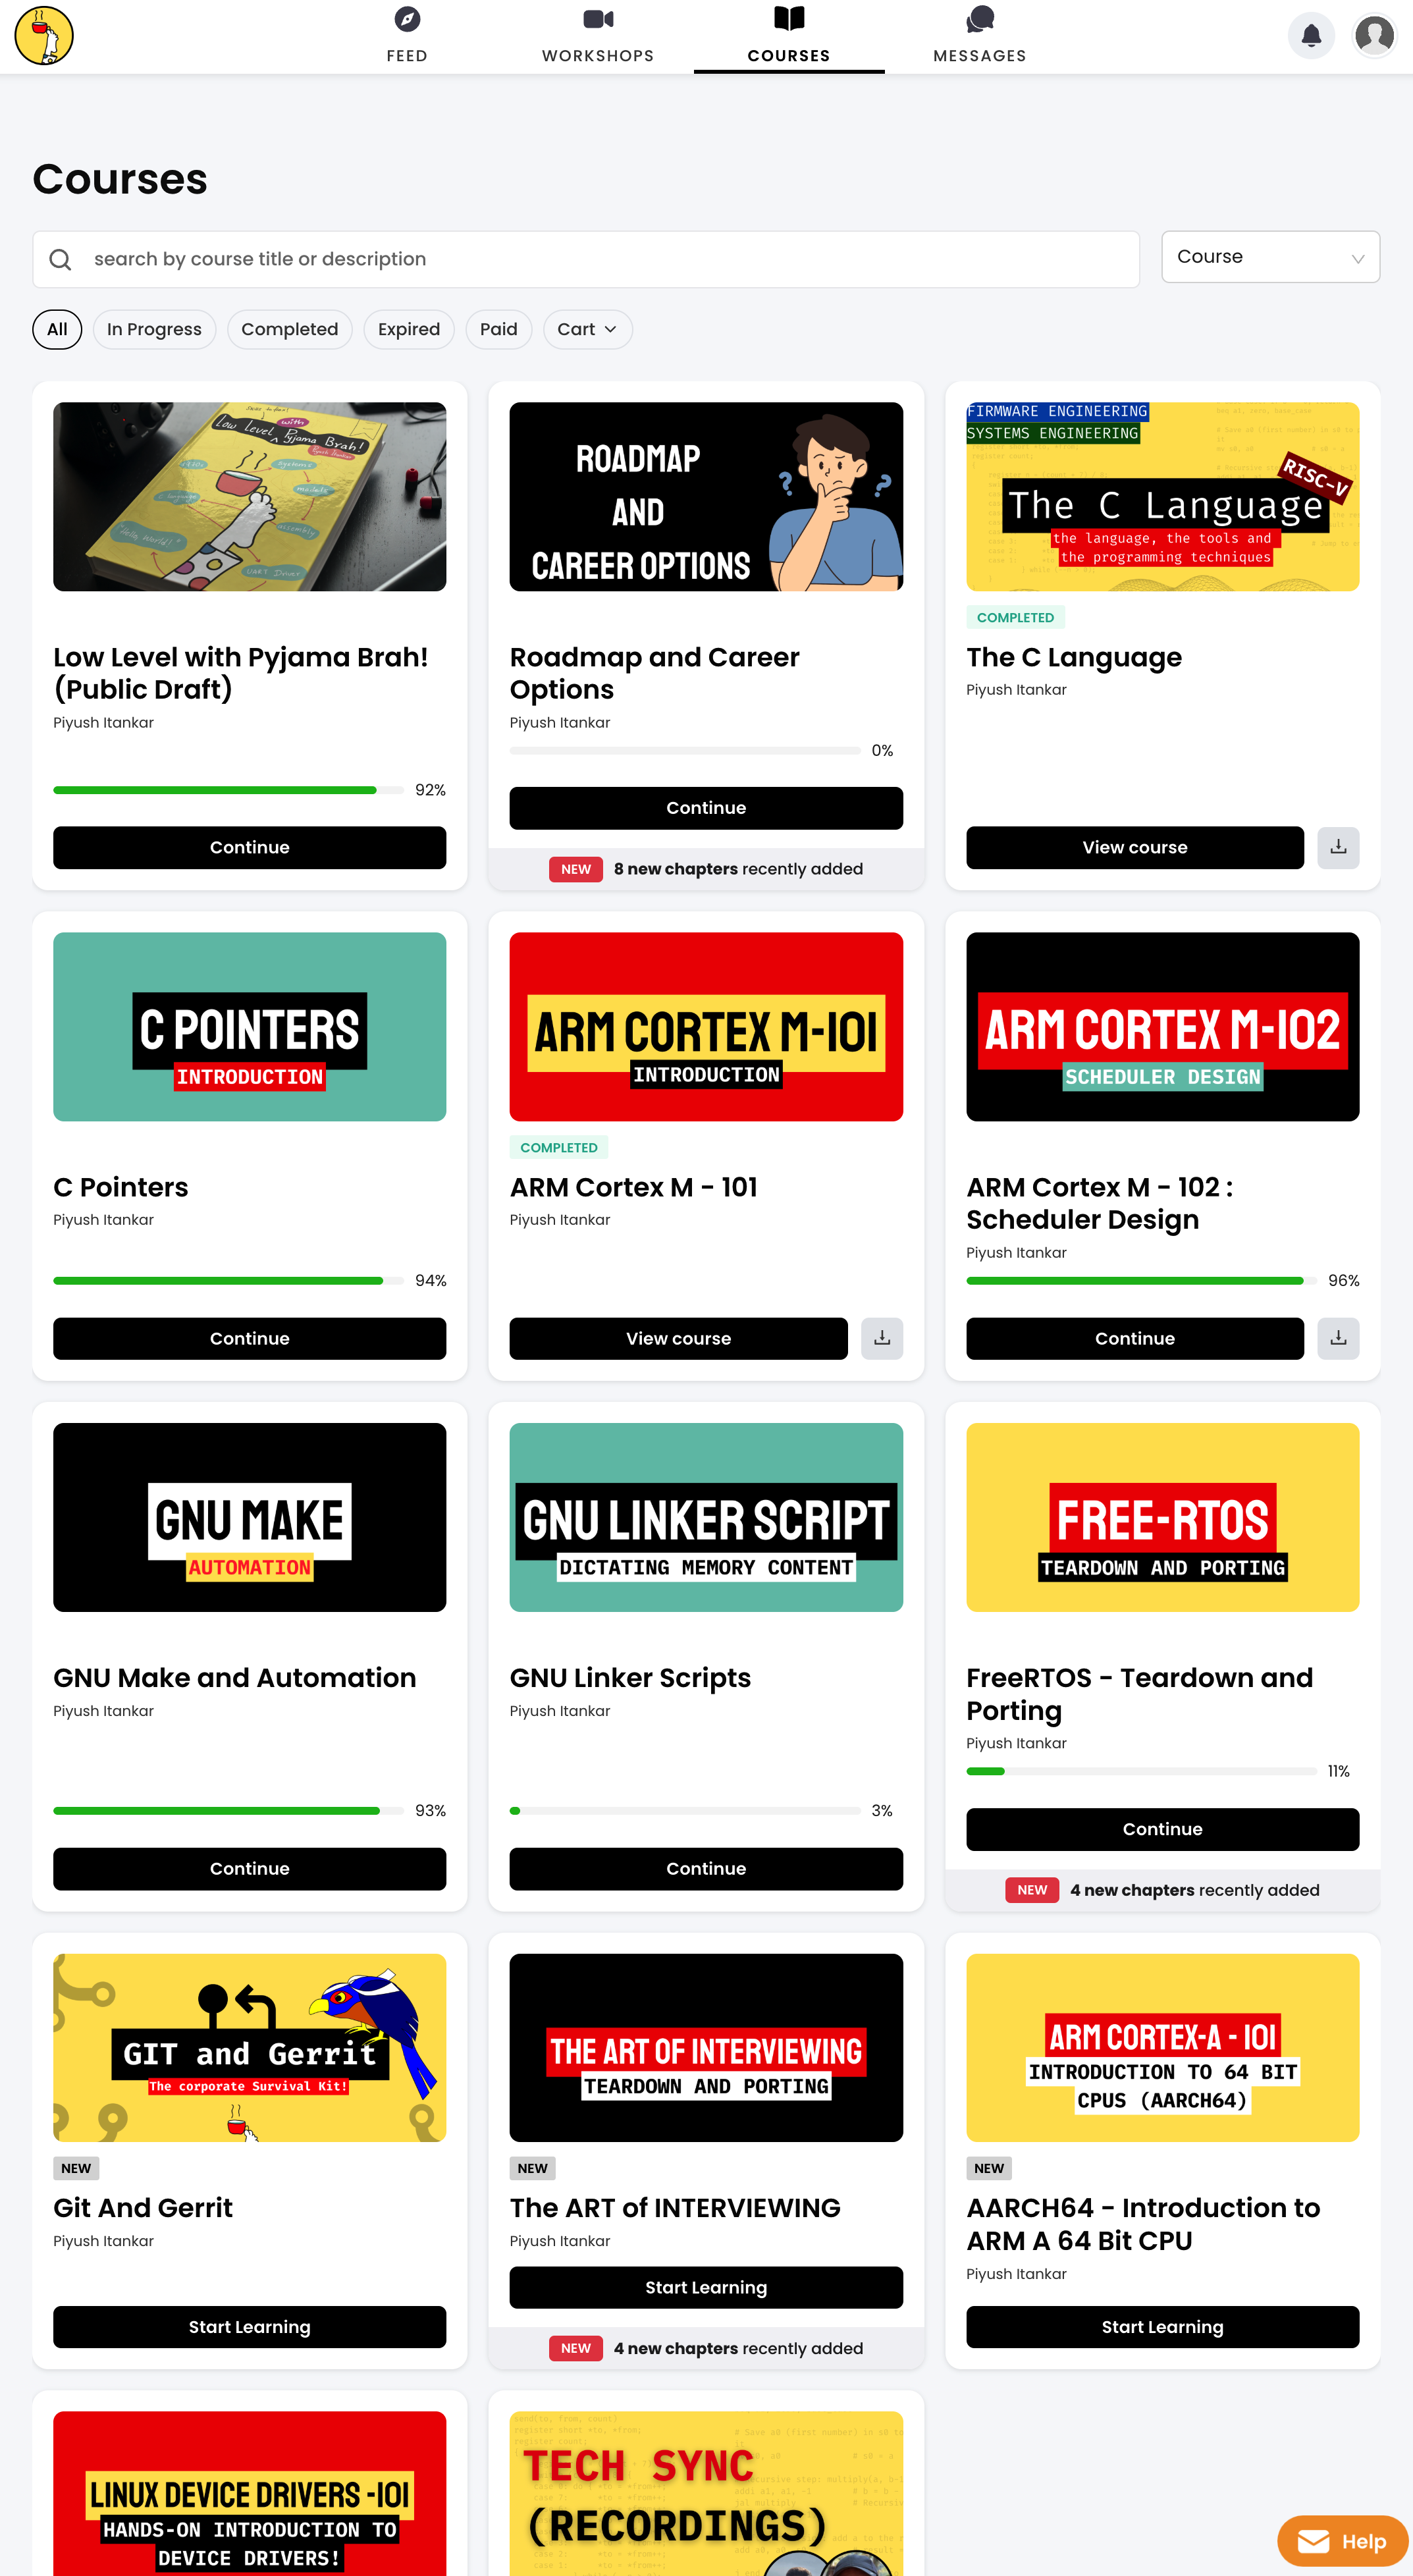 FEED
WORKSHOPS
COURSES
MESSAGES
Courses
search by course title or description
Course
All
In Progress
Completed
Expired
Paid
Cart
low level with Pyjama Brah!
ROADMAP
AND
CAREER OPTIONS
FIRMWARE ENGINEERING
SYSTEMS ENGINEERING
RISC-V
The C Language
the language, the tools and
the programming techniques
COMPLETED
Low Level with Pyjama Brah!
(Public Draft)
Piyush Itankar
92%
Continue
Roadmap and Career
Options
Piyush Itankar
0%
Continue
NEW 8 new chapters recently added
The C Language
Piyush Itankar
View course
C POINTERS
INTRODUCTION
C Pointers
Piyush Itankar
94%
Continue
ARM CORTEX M-101
INTRODUCTION
COMPLETED
ARM Cortex M - 101
Piyush Itankar
View course
ARM CORTEX M-102
SCHEDULER DESIGN
ARM Cortex M - 102 :
Scheduler Design
Piyush Itankar
96%
Continue
GNU MAKE
AUTOMATION
GNU Make and Automation
Piyush Itankar
93%
Continue
GNU LINKER SCRIPT
DICTATING MEMORY CONTENT
GNU Linker Scripts
Piyush Itankar
3%
Continue
FREE-RTOS
TEARDOWN AND PORTING
FreeRTOS - Teardown and
Porting
Piyush Itankar
11%
Continue
NEW 4 new chapters recently added
GIT and Gerrit
The corporate Survival Kit!
NEW
Git And Gerrit
Piyush Itankar
Start Learning
THE ART OF INTERVIEWING
TEARDOWN AND PORTING
NEW
The ART of INTERVIEWING
Piyush Itankar
Start Learning
NEW 4 new chapters recently added
ARM CORTEX-A - 101
INTRODUCTION TO 64 BIT
CPUS (AARCH64)
NEW
AARCH64 - Introduction to
ARM A 64 Bit CPU
Piyush Itankar
Start Learning
LINUX DEVICE DRIVERS -101
HANDS-ON INTRODUCTION TO
DEVICE DRIVERS!
TECH SYNC
(RECORDINGS)
Help